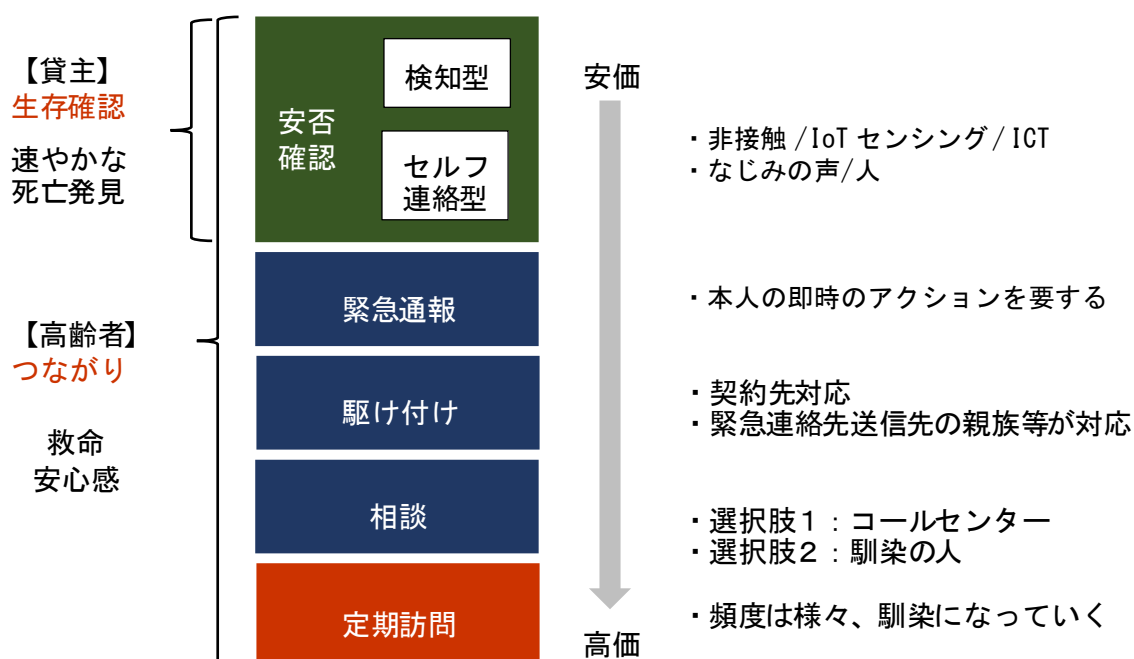 【貸主】
生存確認
速やかな
死亡発見
【高齢者】
つながり
救命
安心感
安否
確認
検知型
セルフ
連絡型
緊急通報
駆け付け
相談
定期訪問
安価
高価
・非接触/IoTセンシング/ICT
・なじみの声/人
・本人の即時のアクションを要する
・契約先対応
・緊急連絡先送信先の親族等が対応
・選択肢1：コールセンター
・選択肢２：馴染の人
・頻度は様々、馴染になっていく